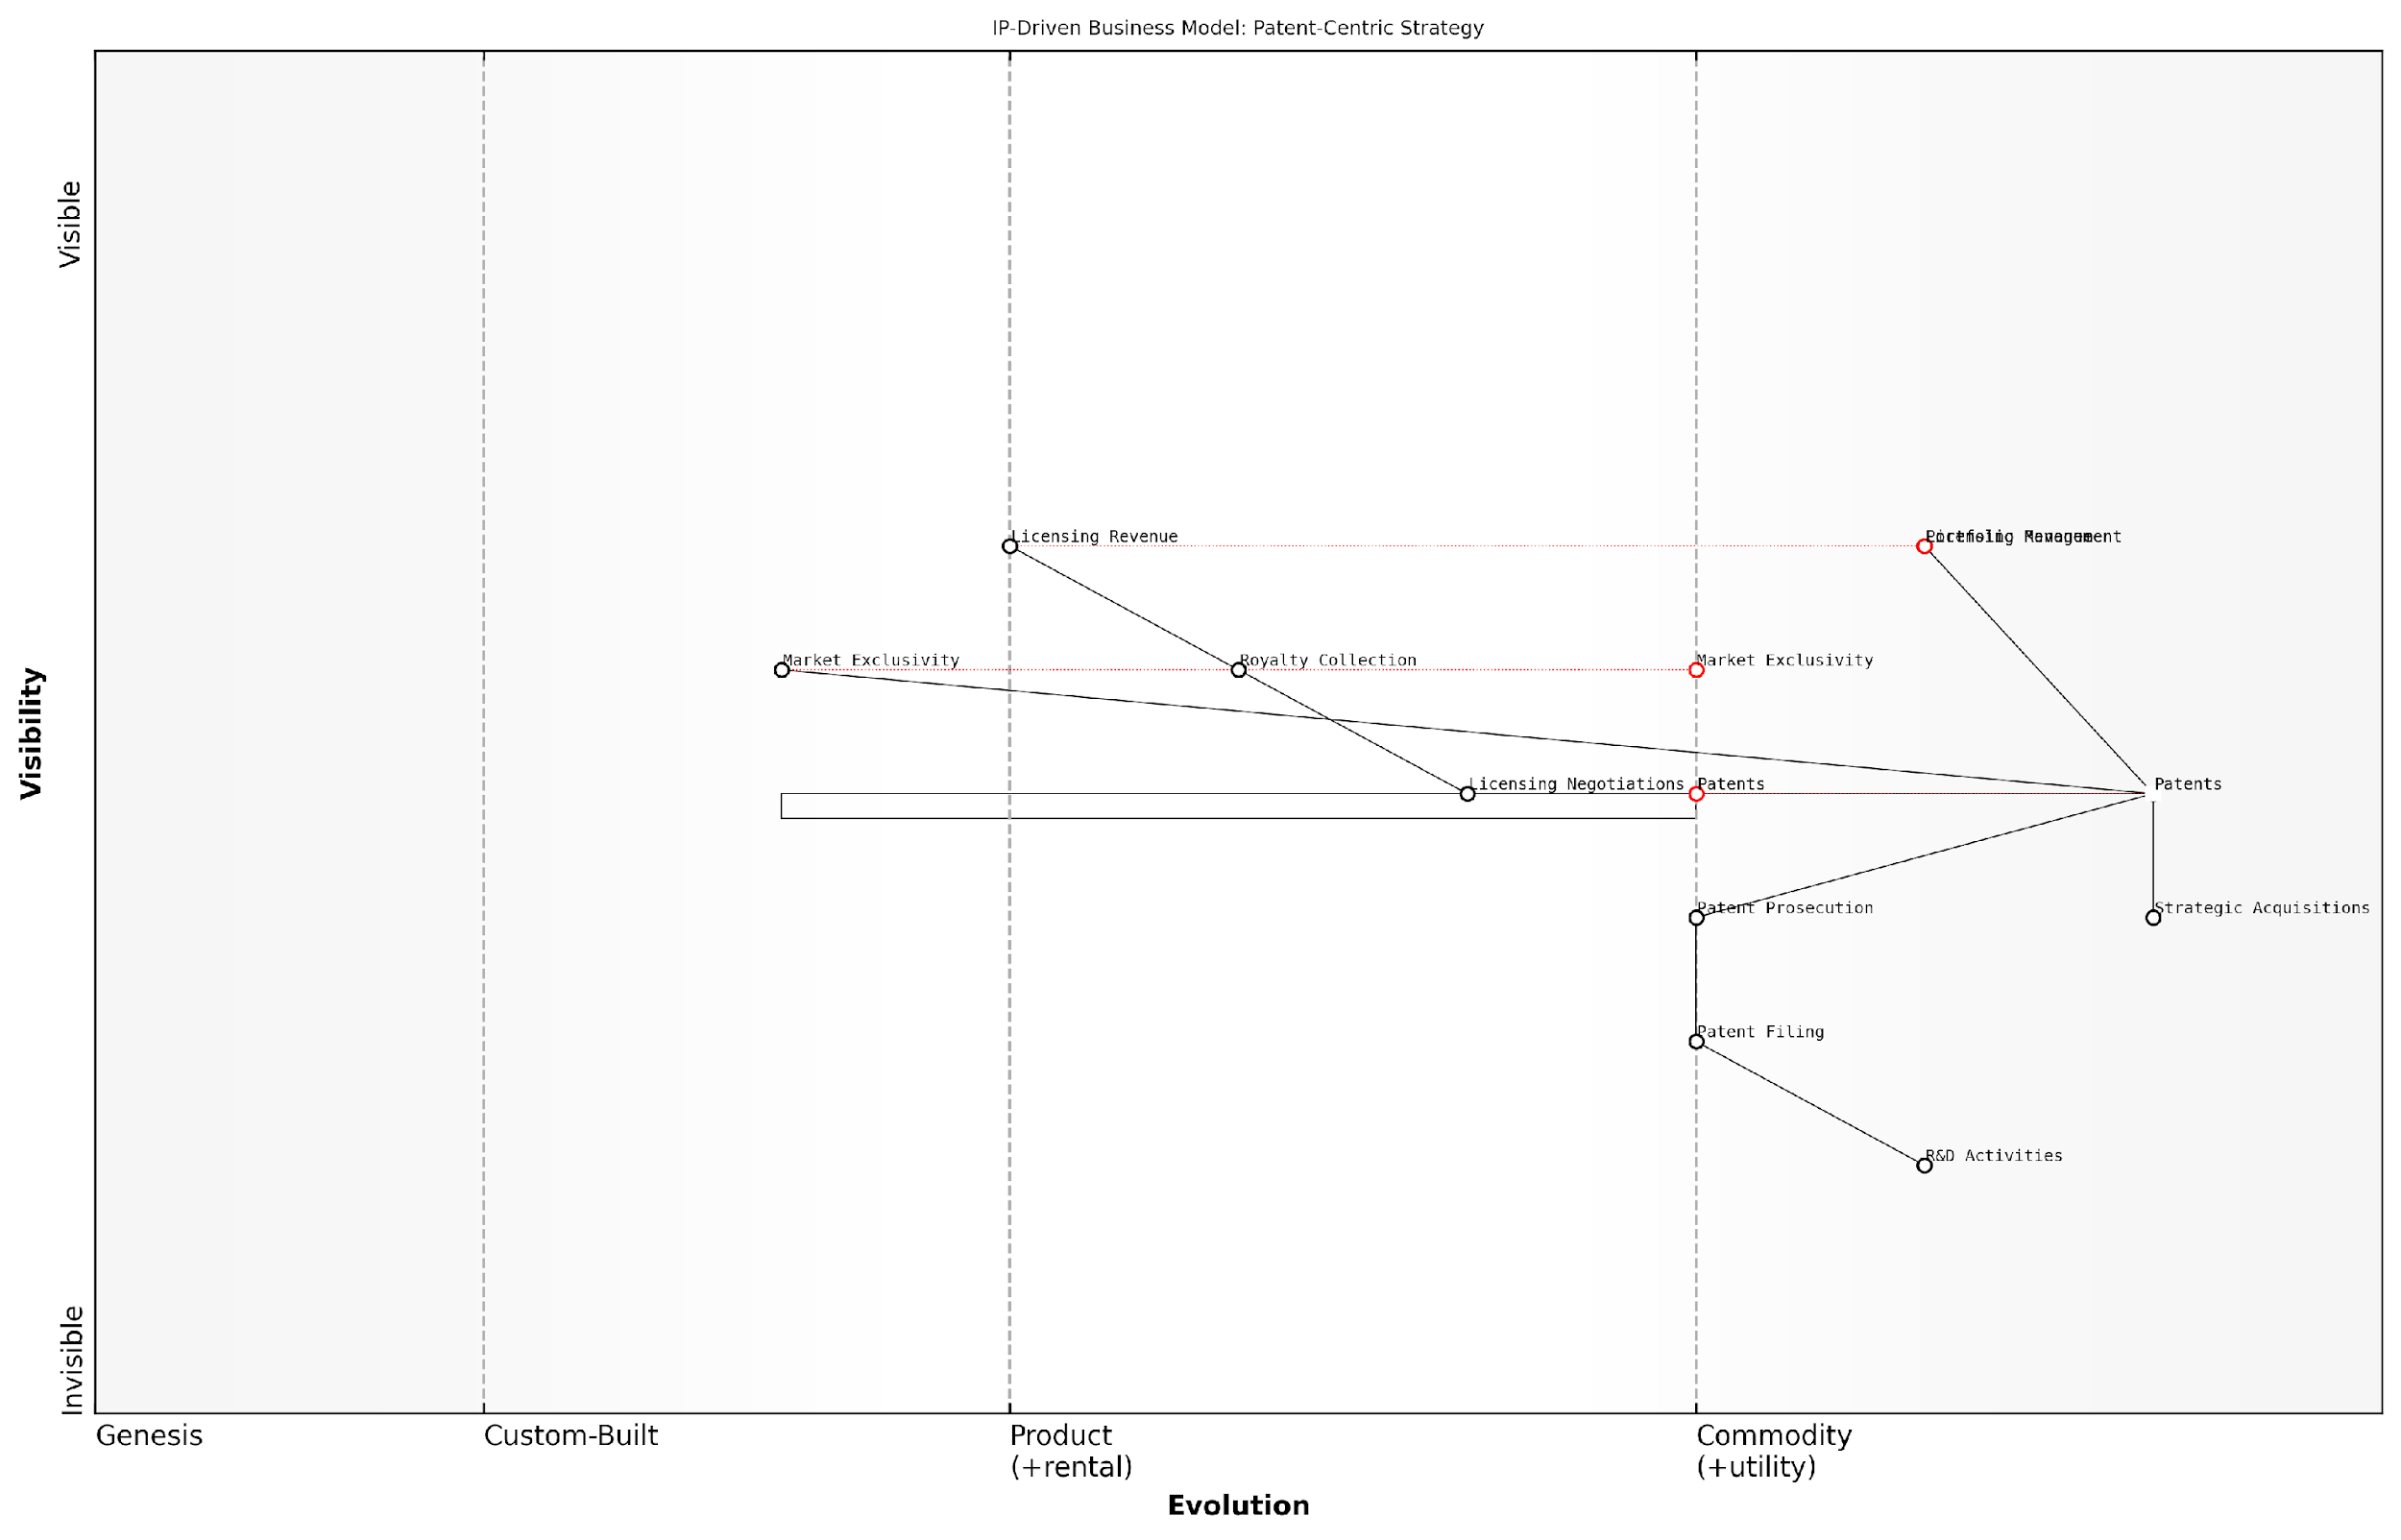 IP-Driven Business Model: Patent-Centric Strategy
Visible
Licensing Revenue
Market Exclusivity
Royalty Collection
Market Exclusivity
Licensing Negotiations
Patents
Patents
Visibility
Patent Prosecution
Strategic Acquisitions
Patent Filing
R&D Activities
Invisible
Genesis
Custom-Built
Product
(+rental)
Commodity
(+utility)
Evolution